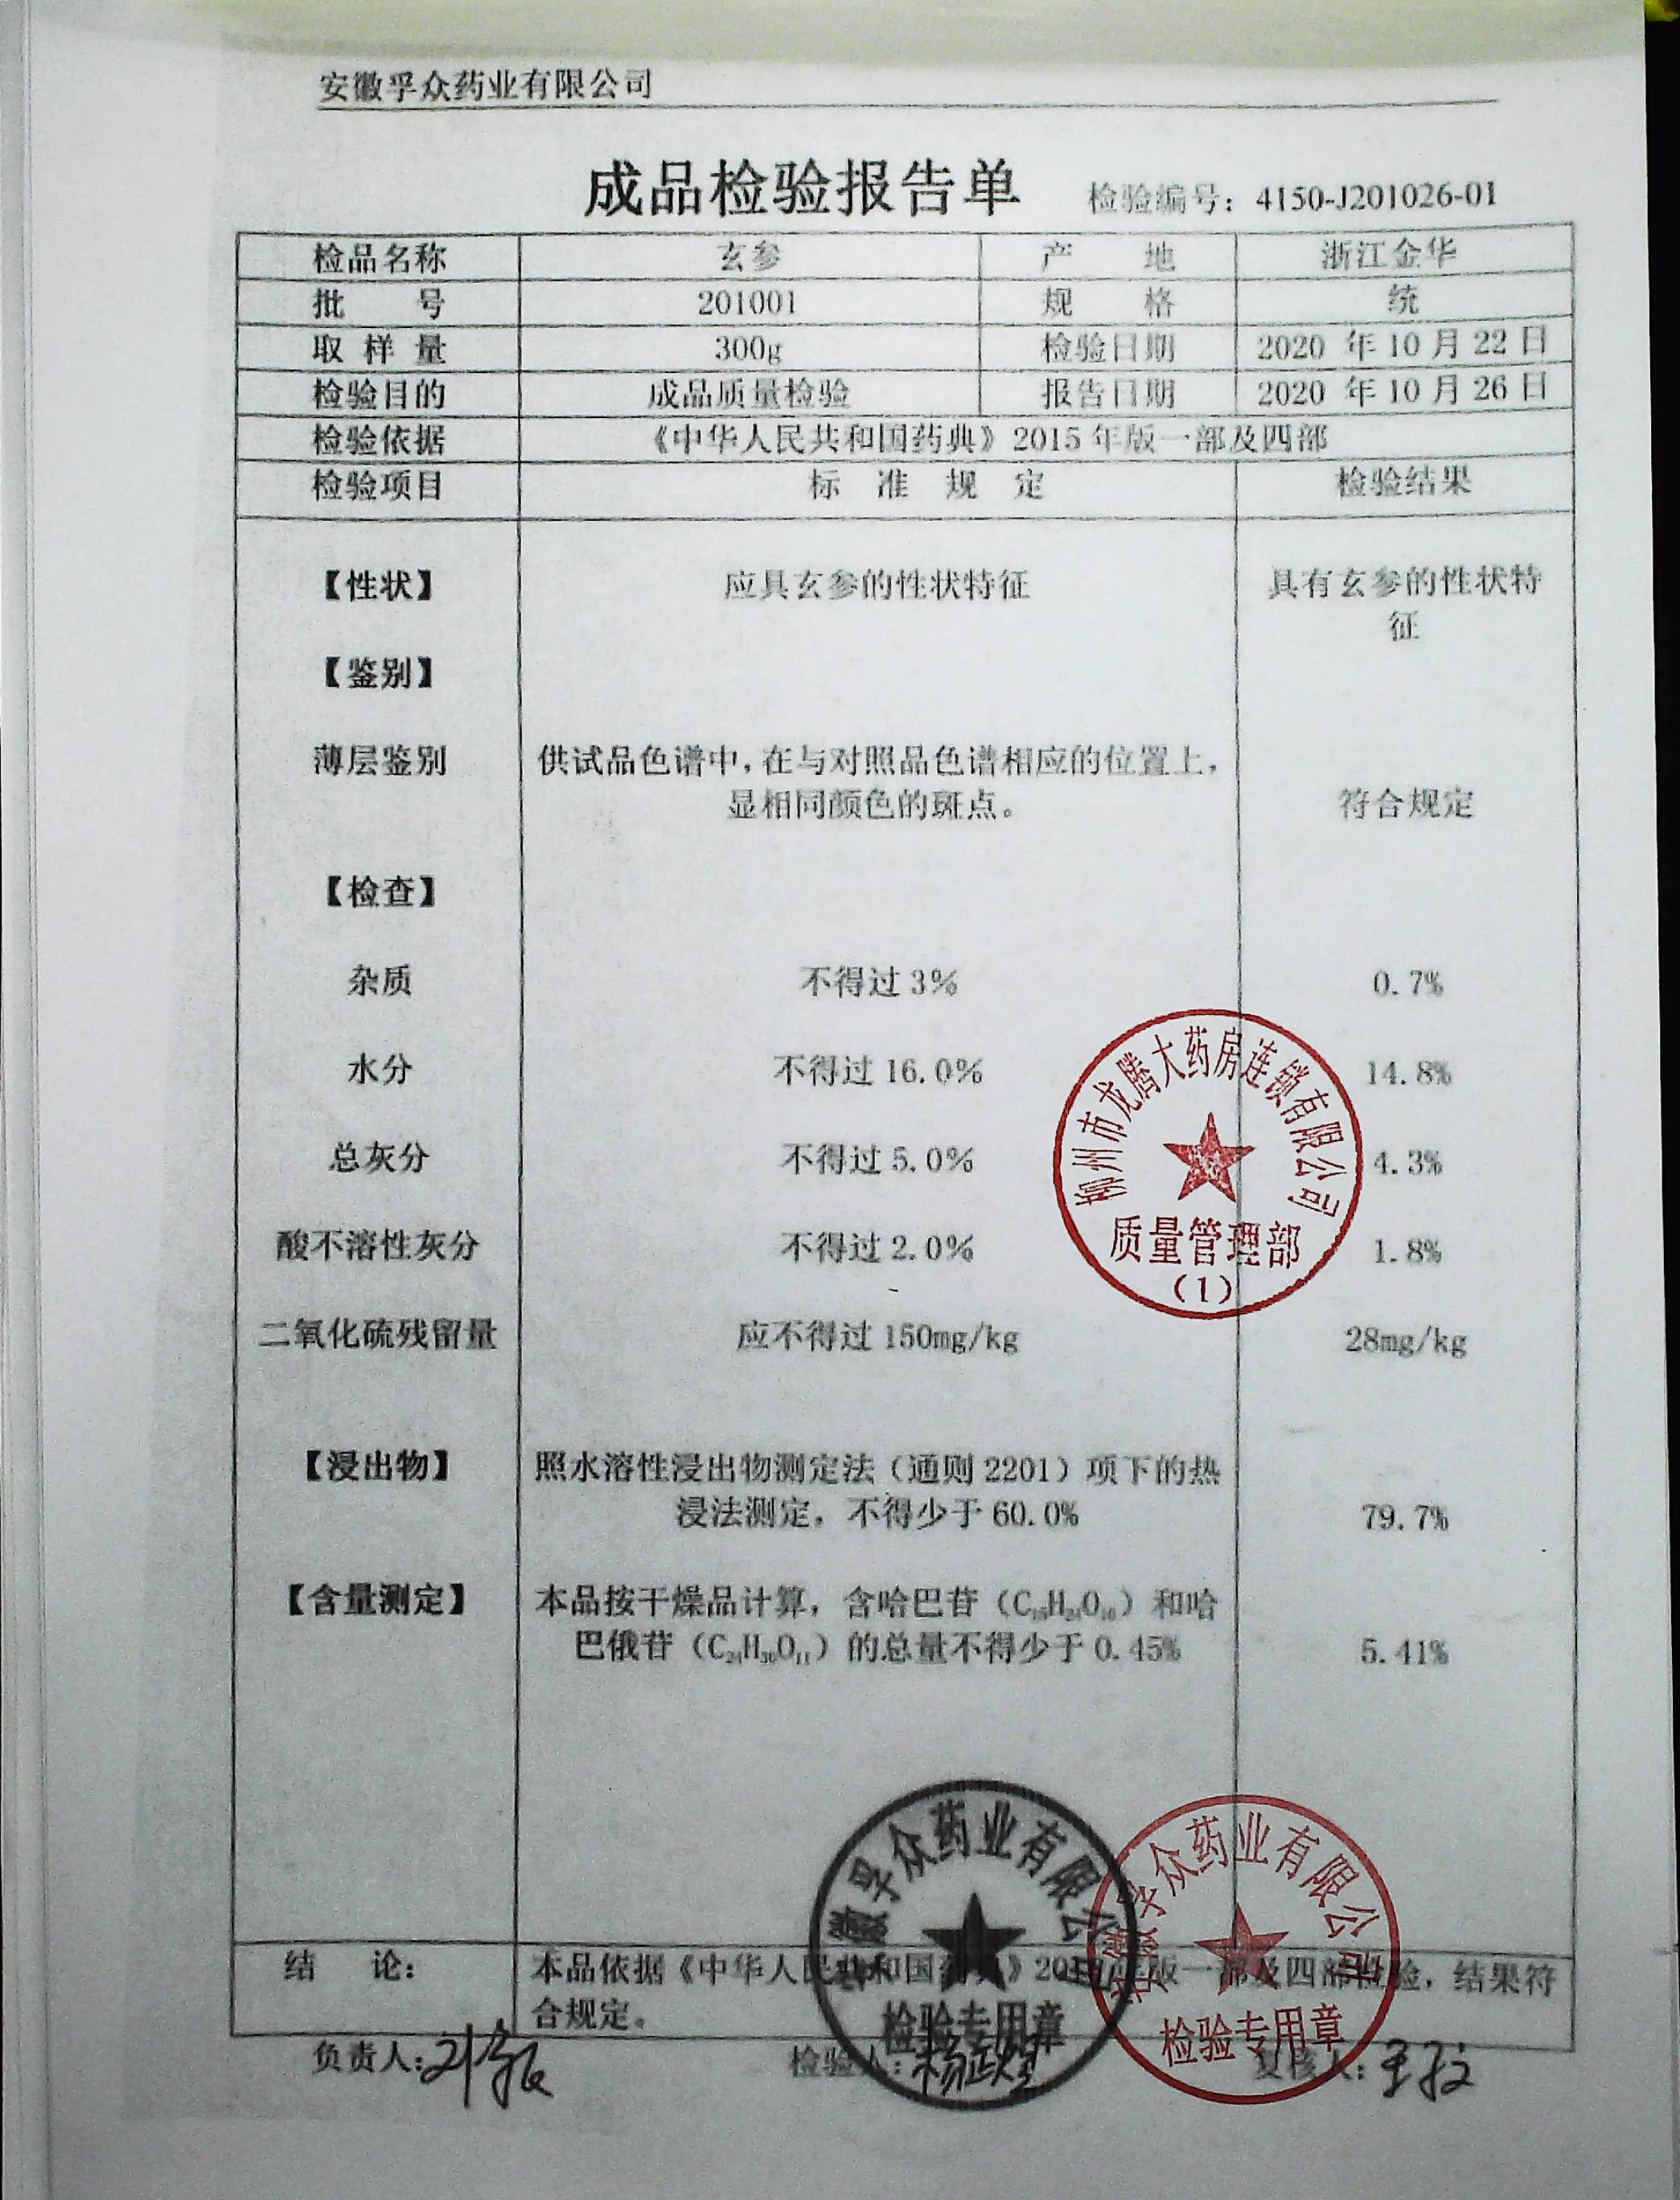 安徽孚众药业有限公司
成品检验报告单 检验编号：4150-J201026-01
检品名称 玄参 产 地 浙江金华
批 号 201001 规 格 统
取 样 量 300g 检验日期 2020 年 10 月 22 日
检验目的 成品质量检验 报告日期 2020 年 10 月 26 日
检验依据 《中华人民共和国药典》2015 年版一部及四部
检验项目 标 准 规 定 检验结果
【性状】 应具玄参的性状特征 具有玄参的性状特
征
【鉴别】
薄层鉴别 供试品色谱中，在与对照品色谱相应的位置上，
显相同颜色的斑点。 符合规定
【检查】
杂质 不得过 3% 0.7%
水分 不得过 16.0% 14.8%
总灰分 不得过 5.0% 4.3%
酸不溶性灰分 不得过 2.0% 1.8%
二氧化硫残留量 应不得过 150mg/kg 28mg/kg
柳州市龙腾大药房连锁有限公司
质量管理部
（1）
【浸出物】 照水溶性浸出物测定法（通则 2201）项下的热
浸法测定，不得少于 60.0% 79.7%
【含量测定】 本品按干燥品计算，含哈巴苷（C₁₅H₂₄O₁₀）和哈
巴俄苷（C₂₄H₃₀O₁₁）的总量不得少于 0.45% 5.41%
安徽孚众药业有限公司
检验专用章
安徽孚众药业有限公司
检验专用章
结 论： 本品依据《中华人民共和国药典》2015 年版一部及四部检验，结果符
合规定。
负责人： 检验人： 复核人：